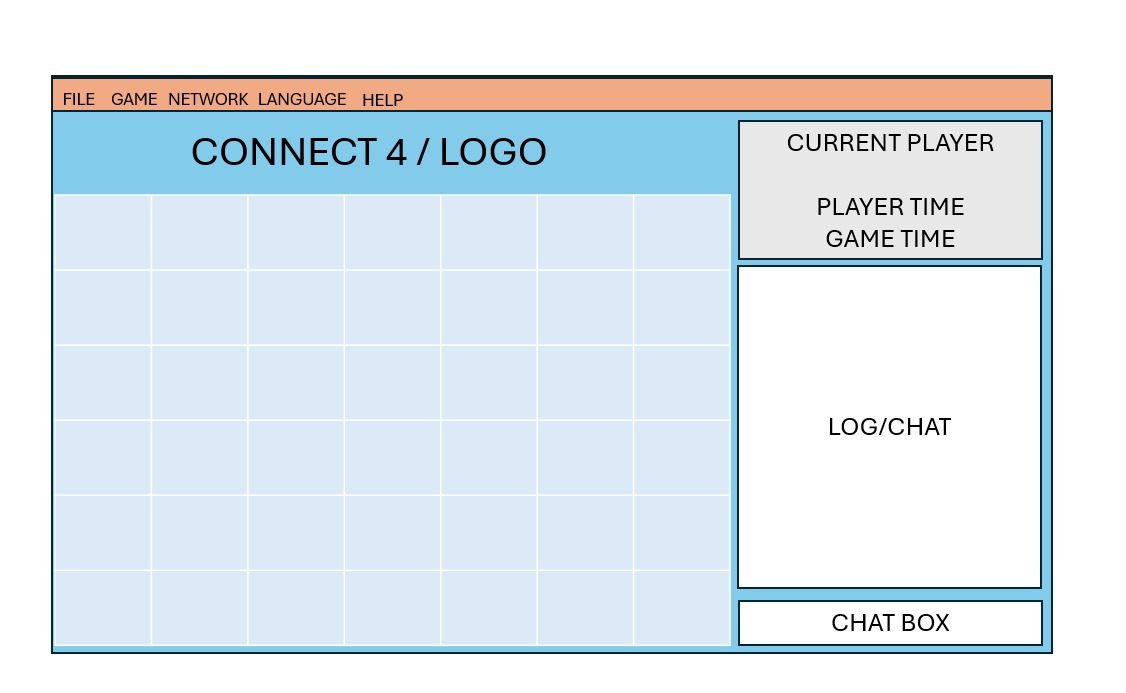 FILE GAME NETWORK LANGUAGE HELP
CONNECT 4 / LOGO
CURRENT PLAYER
PLAYER TIME
GAME TIME
LOG/CHAT
CHAT BOX